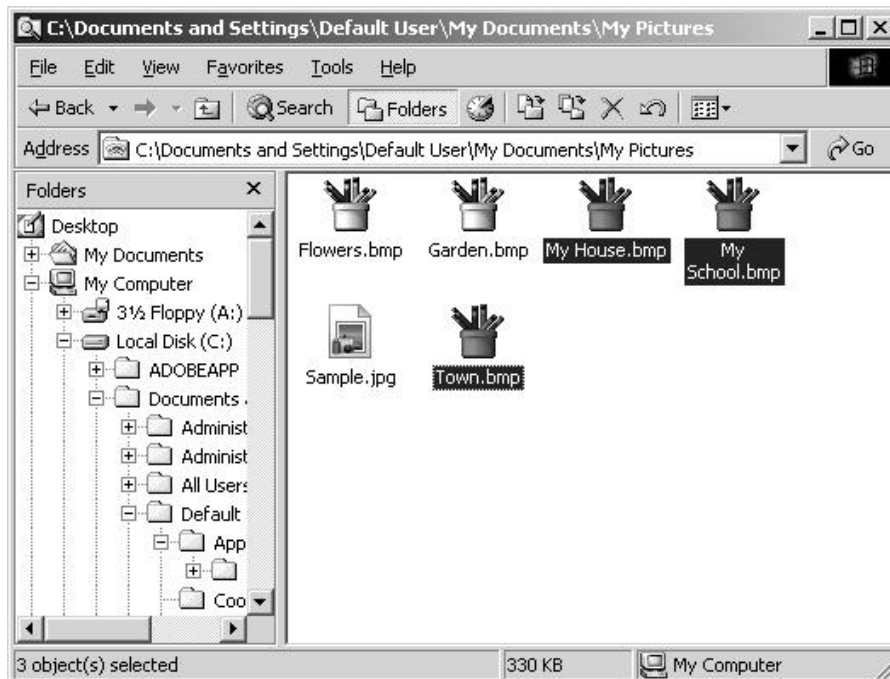 C:\Documents and Settings\Default User\My Documents\My Pictures
File Edit View Favorites Tools Help
Back Search Folders
Address C:\Documents and Settings\Default User\My Documents\My Pictures Go
Folders
Desktop
My Documents
My Computer
3½ Floppy (A:)
Local Disk (C:)
ADOBEAPP
Documents
Administ
Administ
All Users
Default
App
Coo
Flowers.bmp Garden.bmp My House.bmp My
School.bmp
Sample.jpg Town.bmp
3 object(s) selected 330 KB My Computer